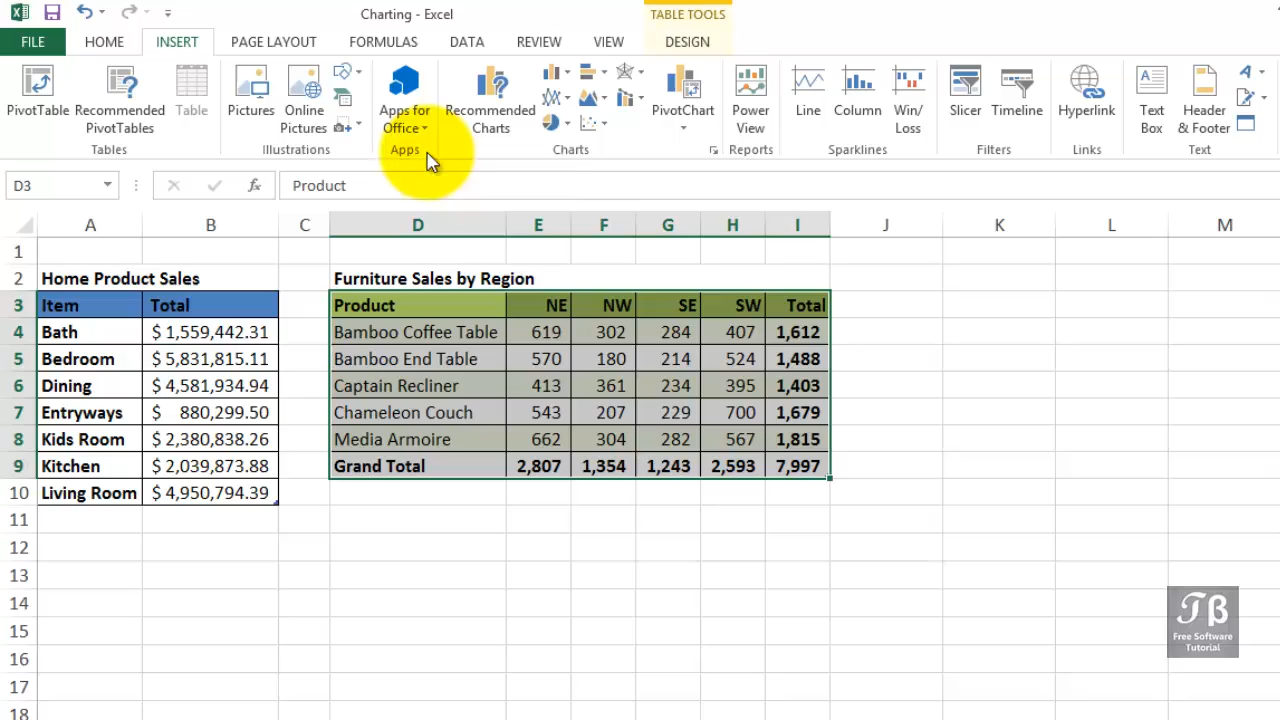 Charting - Excel
TABLE TOOLS
FILE HOME INSERT PAGE LAYOUT FORMULAS DATA REVIEW VIEW DESIGN
PivotTable Recommended PivotTables Table Pictures Online Pictures Apps for Office Recommended Charts PivotChart Power View Line Column Win/ Loss Slicer Timeline Hyperlink Text Box Header & Footer
Tables Illustrations Apps Charts Reports Sparklines Filters Links Text
D3 fx Product
A B C D E F G H I J K L M
1
2 Home Product Sales Furniture Sales by Region
3 Item Total Product NE NW SE SW Total
4 Bath $ 1,559,442.31 Bamboo Coffee Table 619 302 284 407 1,612
5 Bedroom $ 5,831,815.11 Bamboo End Table 570 180 214 524 1,488
6 Dining $ 4,581,934.94 Captain Recliner 413 361 234 395 1,403
7 Entryways $ 880,299.50 Chameleon Couch 543 207 229 700 1,679
8 Kids Room $ 2,380,838.26 Media Armoire 662 304 282 567 1,815
9 Kitchen $ 2,039,873.88 Grand Total 2,807 1,354 1,243 2,593 7,997
10 Living Room $ 4,950,794.39
11
12
13
14
15
16
17
18
Tβ
Free Software
Tutorial